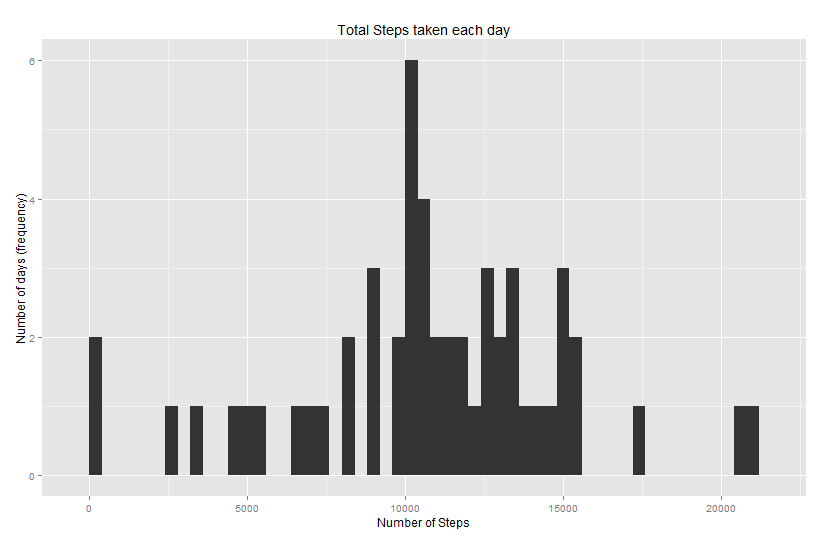 Total Steps taken each day
Number of days (frequency)
6
4
2
0
0 5000 10000 15000 20000
Number of Steps